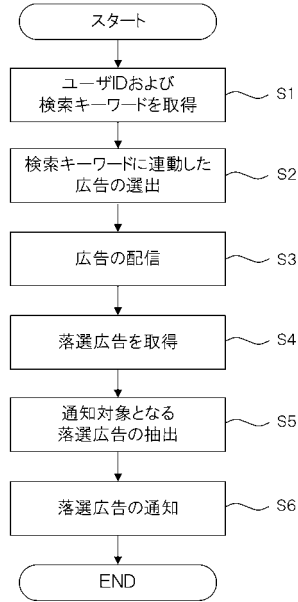 スタート
ユーザIDおよび
検索キーワードを取得
S1
検索キーワードに連動した
広告の選出
S2
広告の配信
S3
落選広告を取得
S4
通知対象となる
落選広告の抽出
S5
落選広告の通知
S6
END